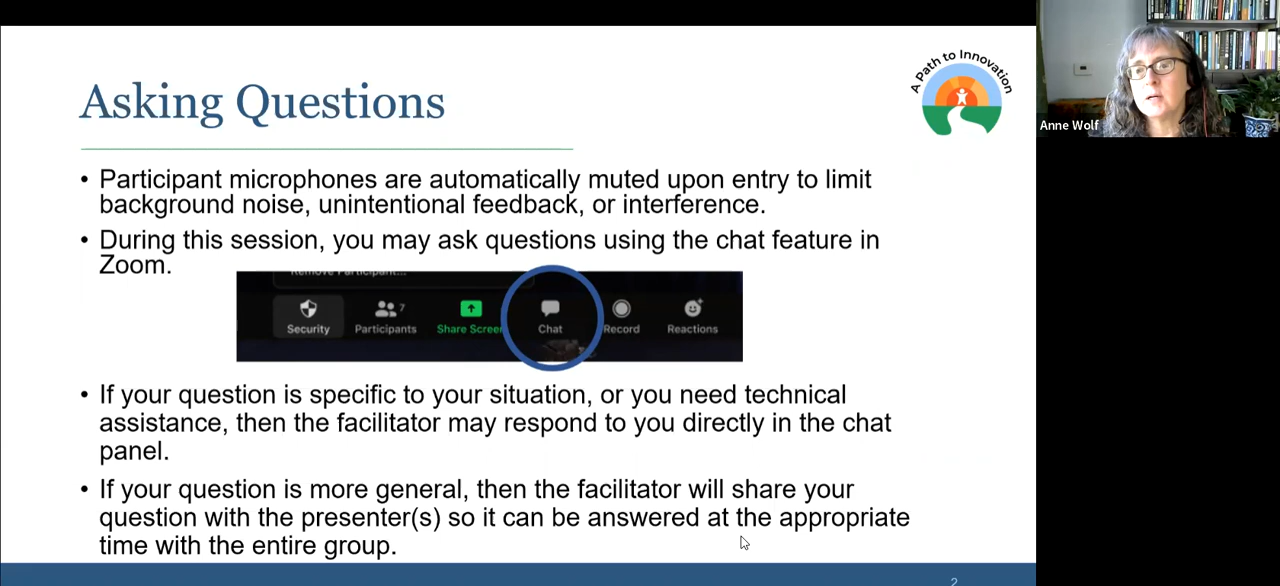 A Path to Innovation
Asking Questions
• Participant microphones are automatically muted upon entry to limit
background noise, unintentional feedback, or interference.
• During this session, you may ask questions using the chat feature in
Zoom.
Remove Participant...
7
Security
Participants
Share Screen
Chat
Record
Reactions
• If your question is specific to your situation, or you need technical
assistance, then the facilitator may respond to you directly in the chat
panel.
• If your question is more general, then the facilitator will share your
question with the presenter(s) so it can be answered at the appropriate
time with the entire group.
2
Anne Wolf